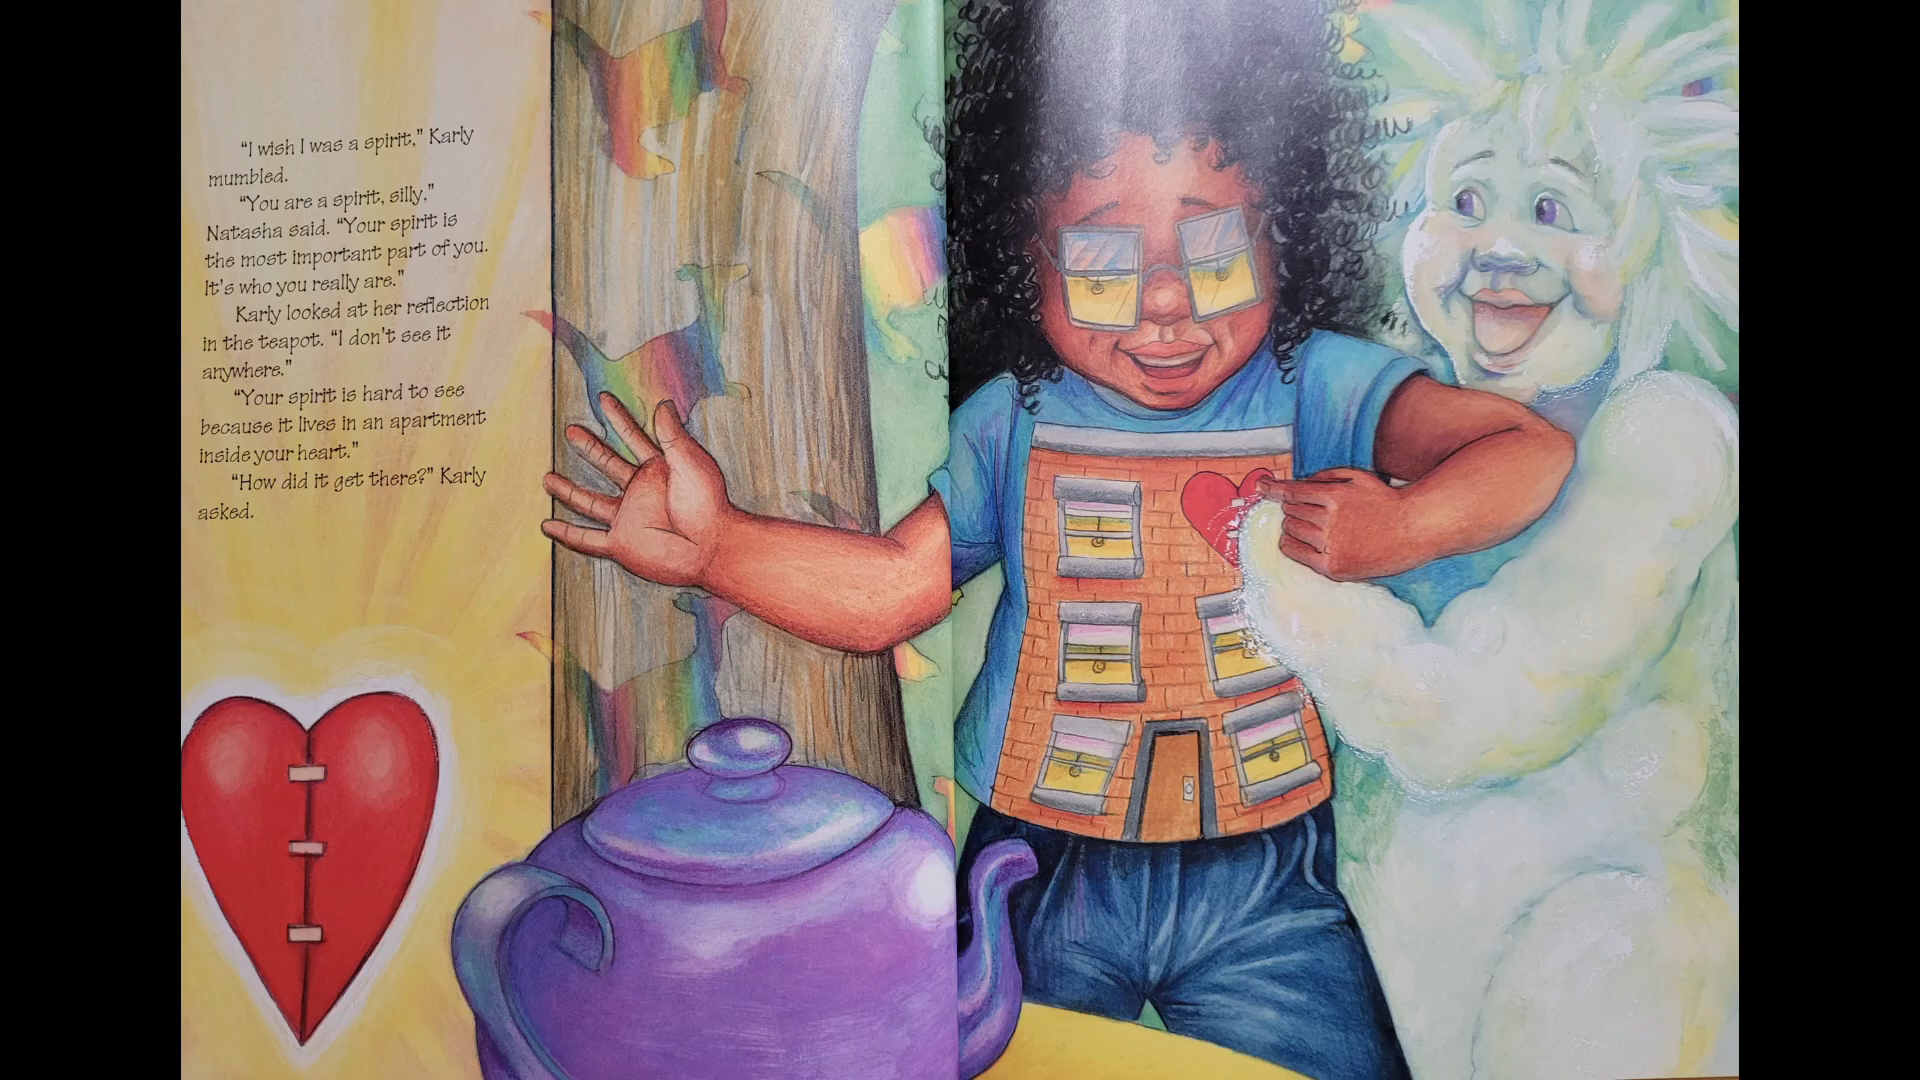 “I wish I was a spirit,” Karly
mumbled.
“You are a spirit, silly,”
Natasha said. “Your spirit is
the most important part of you.
It’s who you really are.”
Karly looked at her reflection
in the teapot. “I don’t see it
anywhere.”
“Your spirit is hard to see
because it lives in an apartment
inside your heart.”
“How did it get there?” Karly
asked.